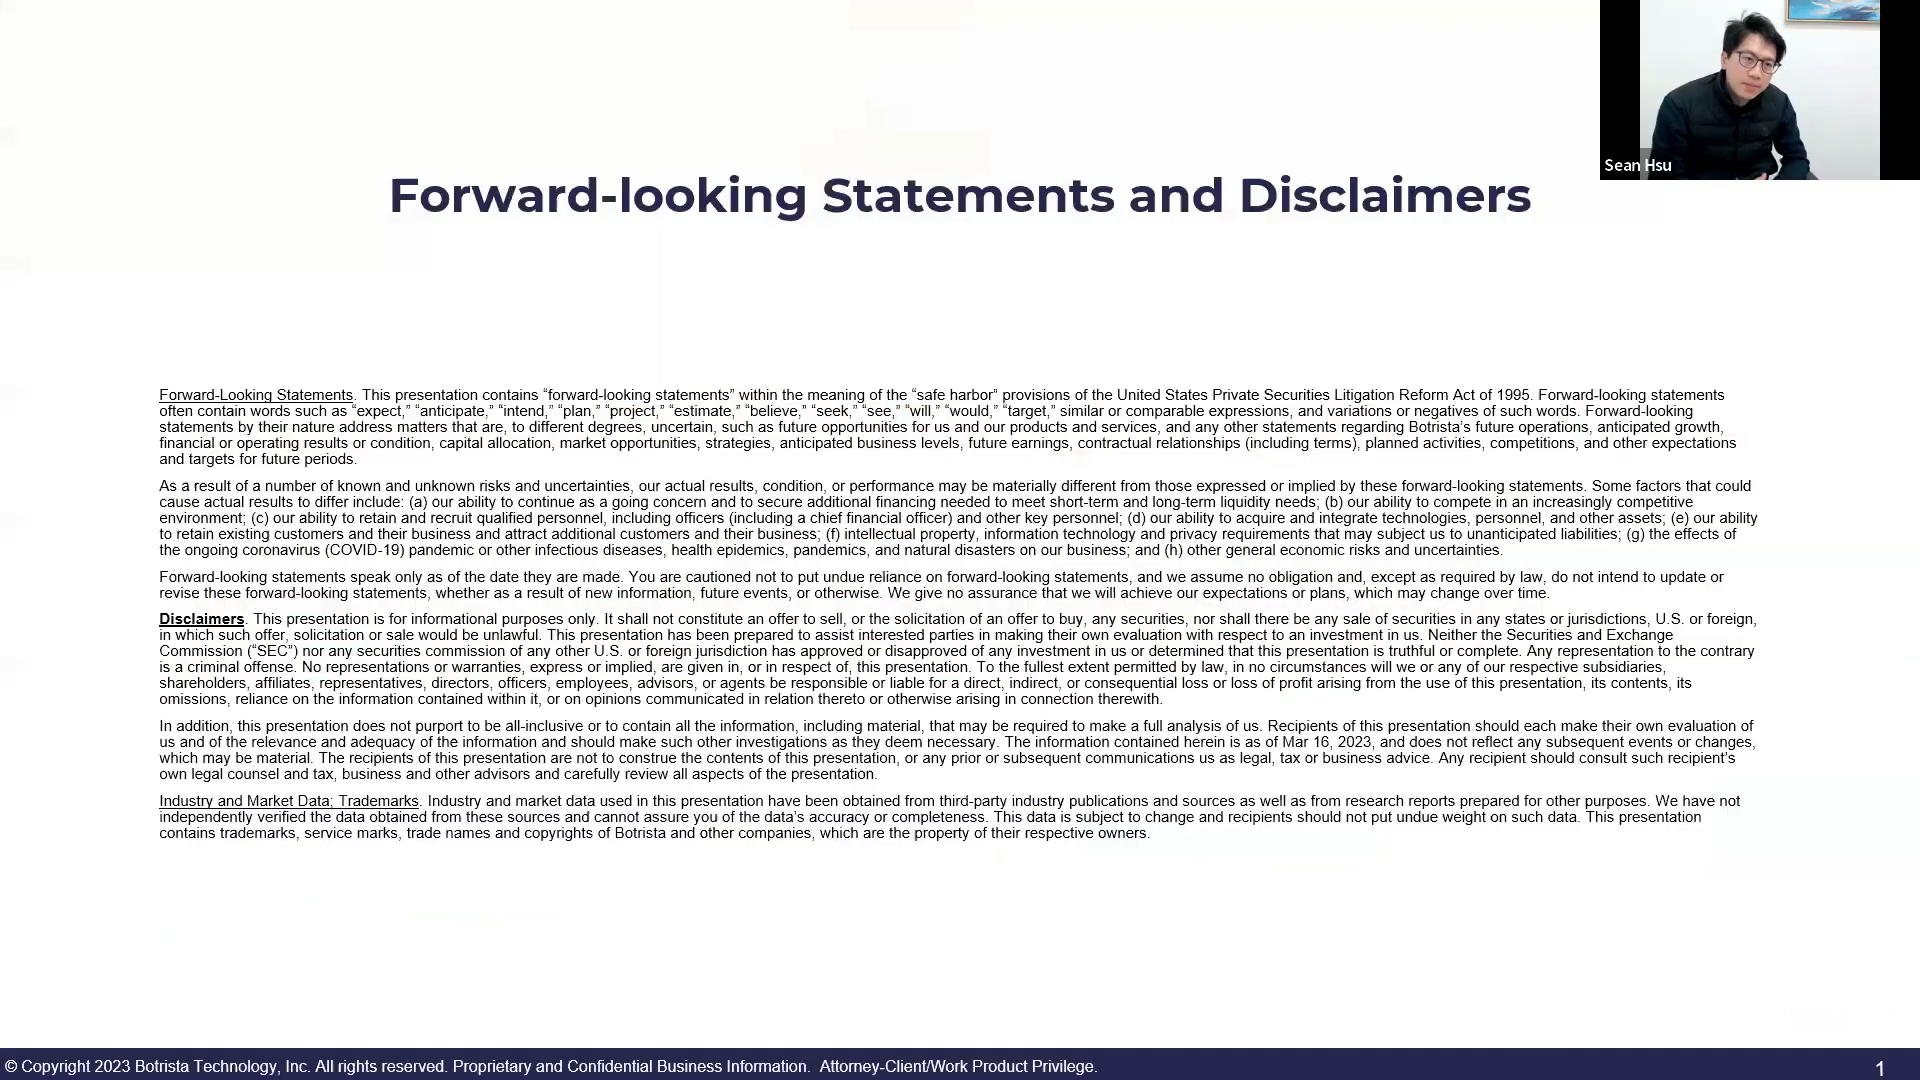 Sean Hsu
Forward-looking Statements and Disclaimers
Forward-Looking Statements. This presentation contains “forward-looking statements” within the meaning of the “safe harbor” provisions of the United States Private Securities Litigation Reform Act of 1995. Forward-looking statements
often contain words such as “expect,” “anticipate,” “intend,” “plan,” “project,” “estimate,” “believe,” “seek,” “see,” “will,” “would,” “target,” similar or comparable expressions, and variations or negatives of such words. Forward-looking
statements by their nature address matters that are, to different degrees, uncertain, such as future opportunities for us and our products and services, and any other statements regarding Botrista’s future operations, anticipated growth,
financial or operating results or condition, capital allocation, market opportunities, strategies, anticipated business levels, future earnings, contractual relationships (including terms), planned activities, competitions, and other expectations
and targets for future periods.
As a result of a number of known and unknown risks and uncertainties, our actual results, condition, or performance may be materially different from those expressed or implied by these forward-looking statements. Some factors that could
cause actual results to differ include: (a) our ability to continue as a going concern and to secure additional financing needed to meet short-term and long-term liquidity needs; (b) our ability to compete in an increasingly competitive
environment; (c) our ability to retain and recruit qualified personnel, including officers (including a chief financial officer) and other key personnel; (d) our ability to acquire and integrate technologies, personnel, and other assets; (e) our ability
to retain existing customers and their business and attract additional customers and their business; (f) intellectual property, information technology and privacy requirements that may subject us to unanticipated liabilities; (g) the effects of
the ongoing coronavirus (COVID-19) pandemic or other infectious diseases, health epidemics, pandemics, and natural disasters on our business; and (h) other general economic risks and uncertainties.
Forward-looking statements speak only as of the date they are made. You are cautioned not to put undue reliance on forward-looking statements, and we assume no obligation and, except as required by law, do not intend to update or
revise these forward-looking statements, whether as a result of new information, future events, or otherwise. We give no assurance that we will achieve our expectations or plans, which may change over time.
Disclaimers. This presentation is for informational purposes only. It shall not constitute an offer to sell, or the solicitation of an offer to buy, any securities, nor shall there be any sale of securities in any states or jurisdictions, U.S. or foreign,
in which such offer, solicitation or sale would be unlawful. This presentation has been prepared to assist interested parties in making their own evaluation with respect to an investment in us. Neither the Securities and Exchange
Commission (“SEC”) nor any securities commission of any other U.S. or foreign jurisdiction has approved or disapproved of any investment in us or determined that this presentation is truthful or complete. Any representation to the contrary
is a criminal offense. No representations or warranties, express or implied, are given in, or in respect of, this presentation. To the fullest extent permitted by law, in no circumstances will we or any of our respective subsidiaries,
shareholders, affiliates, representatives, directors, officers, employees, advisors, or agents be responsible or liable for a direct, indirect, or consequential loss or loss of profit arising from the use of this presentation, its contents, its
omissions, reliance on the information contained within it, or on opinions communicated in relation thereto or otherwise arising in connection therewith.
In addition, this presentation does not purport to be all-inclusive or to contain all the information, including material, that may be required to make a full analysis of us. Recipients of this presentation should each make their own evaluation of
us and of the relevance and adequacy of the information and should make such other investigations as they deem necessary. The information contained herein is as of Mar 16, 2023, and does not reflect any subsequent events or changes,
which may be material. The recipients of this presentation are not to construe the contents of this presentation, or any prior or subsequent communications us as legal, tax or business advice. Any recipient should consult such recipient’s
own legal counsel and tax, business and other advisors and carefully review all aspects of the presentation.
Industry and Market Data; Trademarks. Industry and market data used in this presentation have been obtained from third-party industry publications and sources as well as from research reports prepared for other purposes. We have not
independently verified the data obtained from these sources and cannot assure you of the data’s accuracy or completeness. This data is subject to change and recipients should not put undue weight on such data. This presentation
contains trademarks, service marks, trade names and copyrights of Botrista and other companies, which are the property of their respective owners.
© Copyright 2023 Botrista Technology, Inc. All rights reserved. Proprietary and Confidential Business Information. Attorney-Client/Work Product Privilege.
1